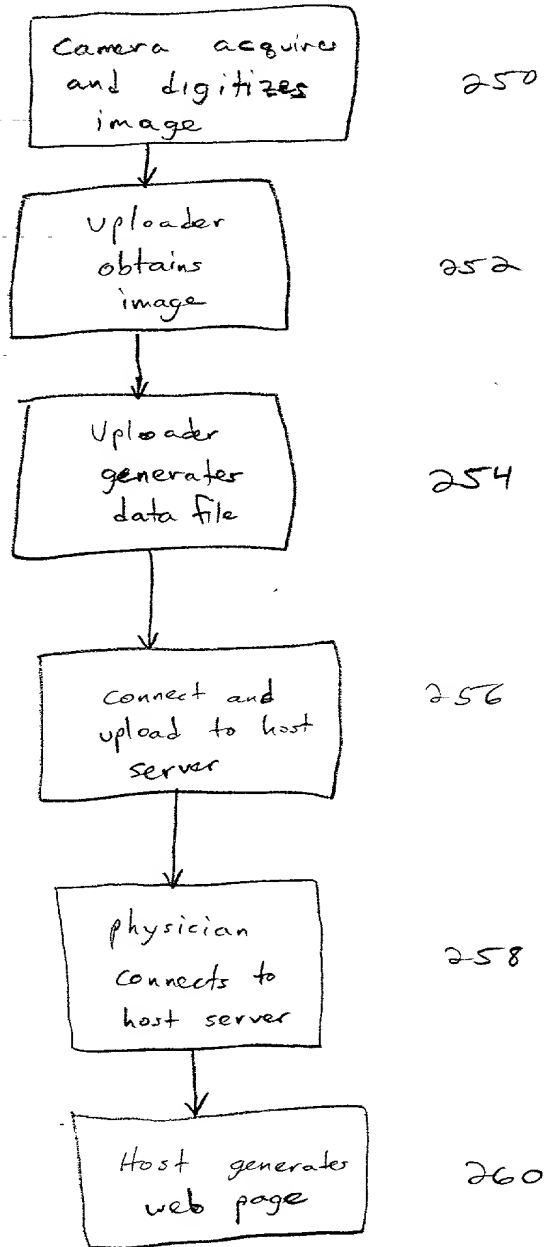 Camera acquires
and digitizes
image
250
Uploader
obtains
image
252
Uploader
generates
data file
254
connect and
upload to host
server
256
physician
connects to
host server
258
Host generates
web page
260